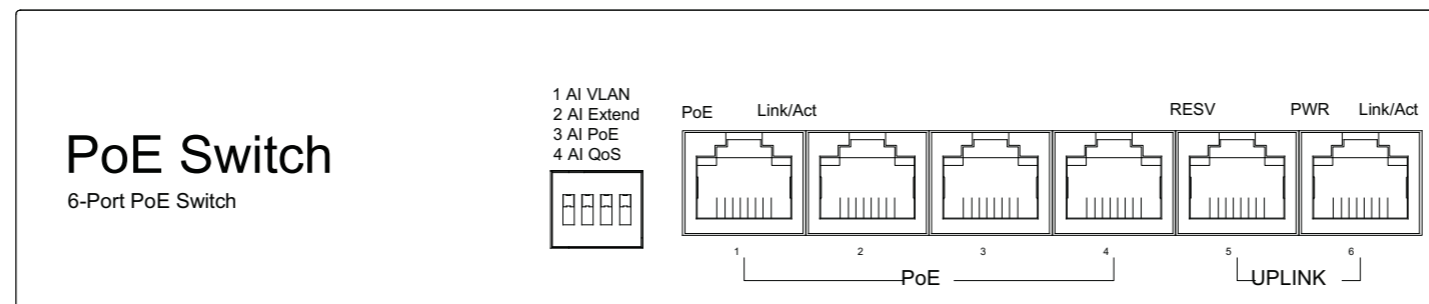 PoE Switch
6-Port PoE Switch
1 AI VLAN
2 AI Extend
3 AI PoE
4 AI QoS
PoE Link/Act RESV PWR Link/Act
1 2 3 4 5 6
PoE UPLINK